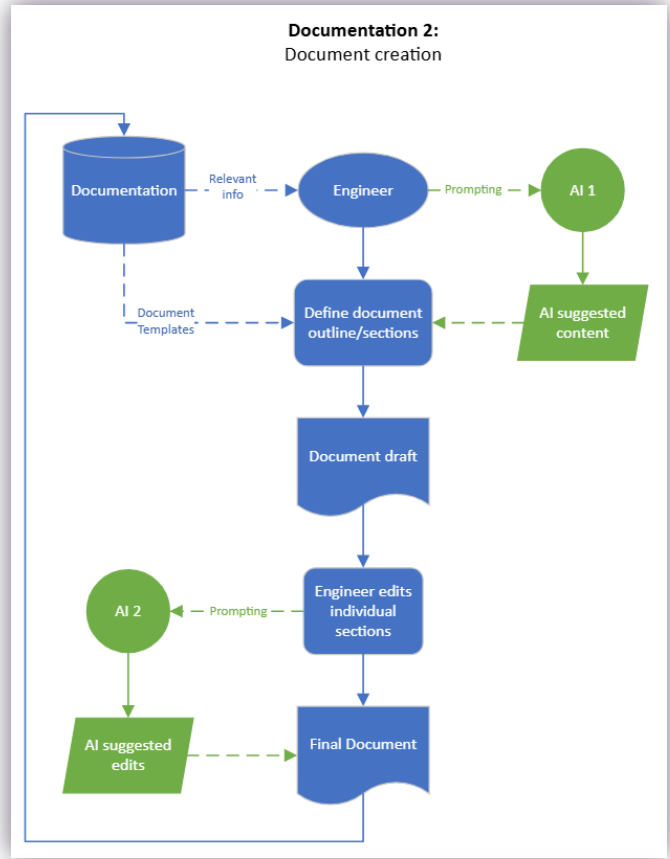 Documentation 2:
Document creation
Documentation
Relevant
info
Engineer
Prompting
AI 1
Document
Templates
Define document
outline/sections
AI suggested
content
Document draft
AI 2
Prompting
Engineer edits
individual
sections
AI suggested
edits
Final Document